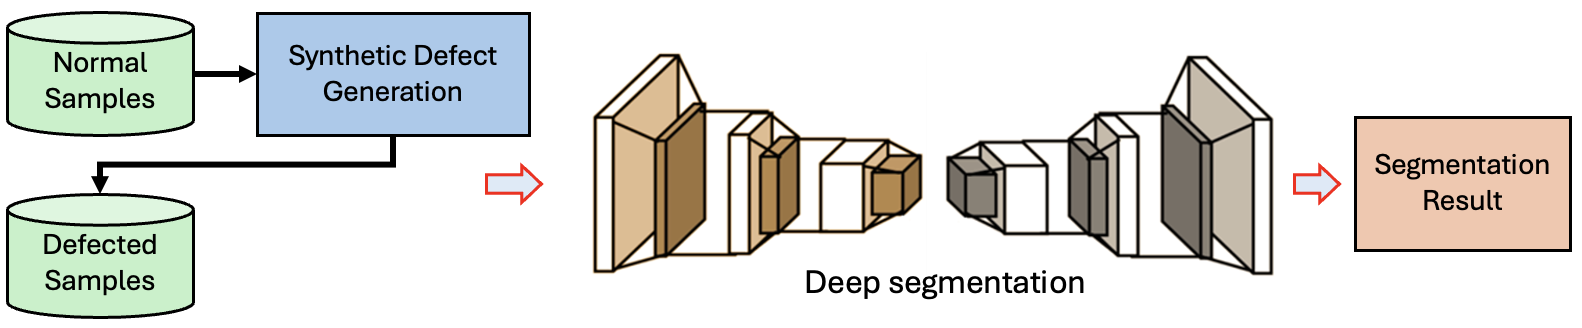 Normal
Samples
Synthetic Defect
Generation
Defected
Samples
Deep segmentation
Segmentation
Result